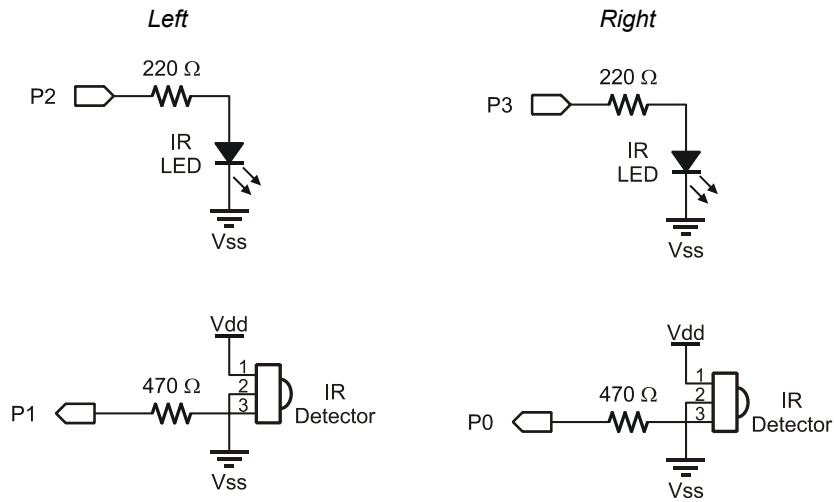 Left
220 Ω
P2
IR
LED
Vss
Vdd
1
2
3
470 Ω
P1
IR
Detector
Vss
Right
220 Ω
P3
IR
LED
Vss
Vdd
1
2
3
470 Ω
P0
IR
Detector
Vss